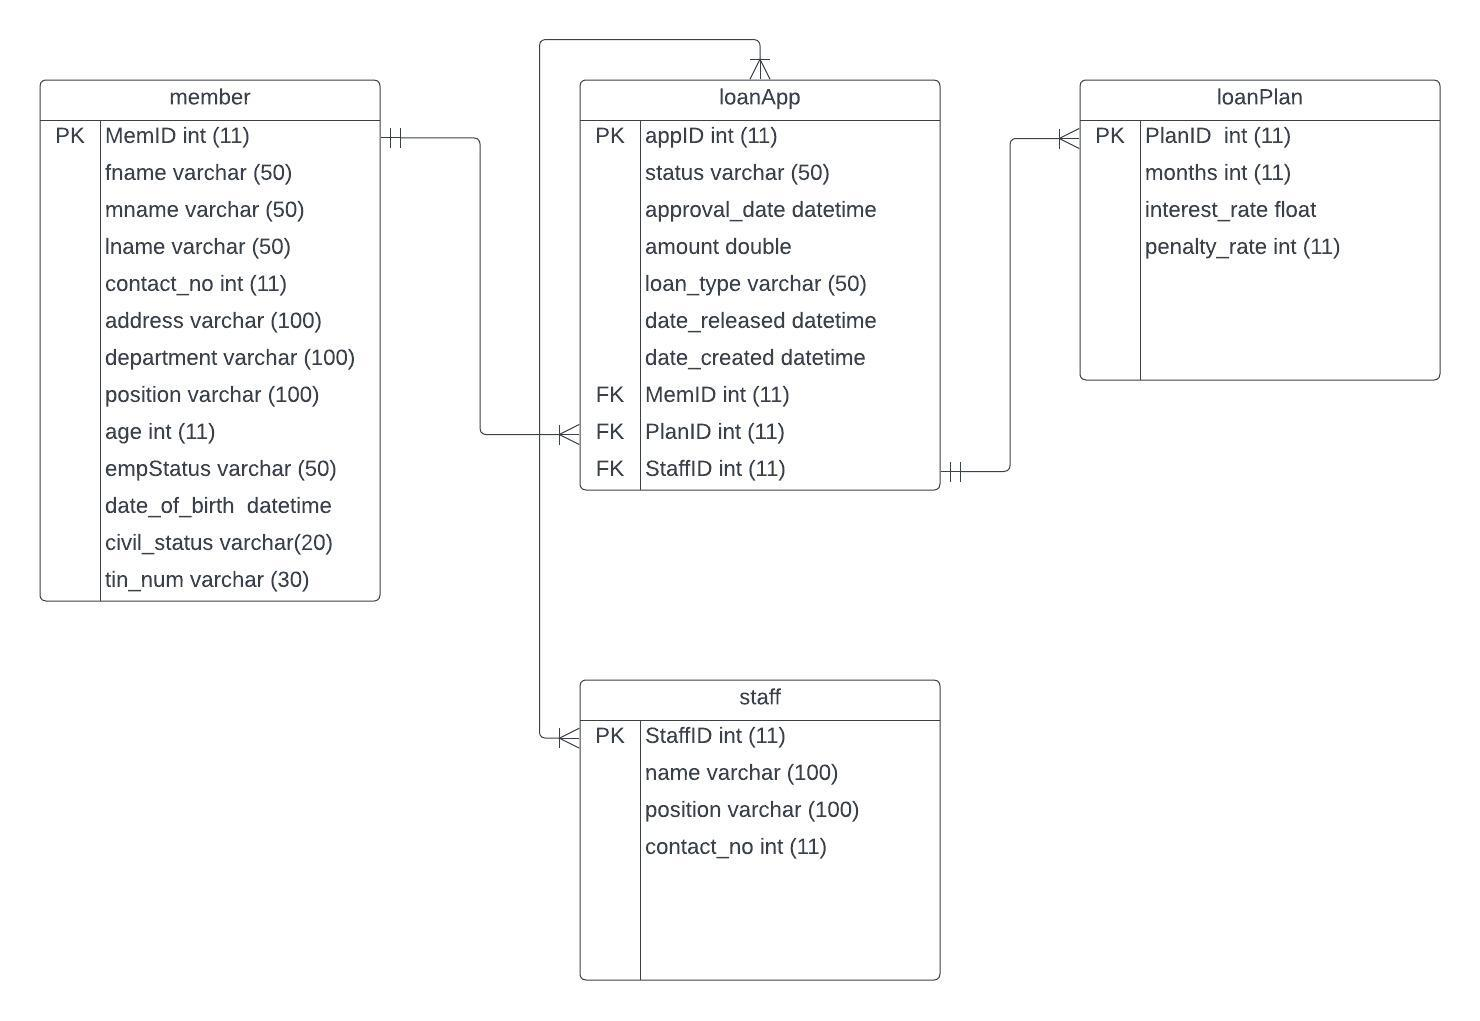 member
PK MemID int (11)
fname varchar (50)
mname varchar (50)
lname varchar (50)
contact_no int (11)
address varchar (100)
department varchar (100)
position varchar (100)
age int (11)
empStatus varchar (50)
date_of_birth  datetime
civil_status varchar(20)
tin_num varchar (30)
loanApp
PK appID int (11)
status varchar (50)
approval_date datetime
amount double
loan_type varchar (50)
date_released datetime
date_created datetime
FK MemID int (11)
FK PlanID int (11)
FK StaffID int (11)
loanPlan
PK PlanID  int (11)
months int (11)
interest_rate float
penalty_rate int (11)
staff
PK StaffID int (11)
name varchar (100)
position varchar (100)
contact_no int (11)